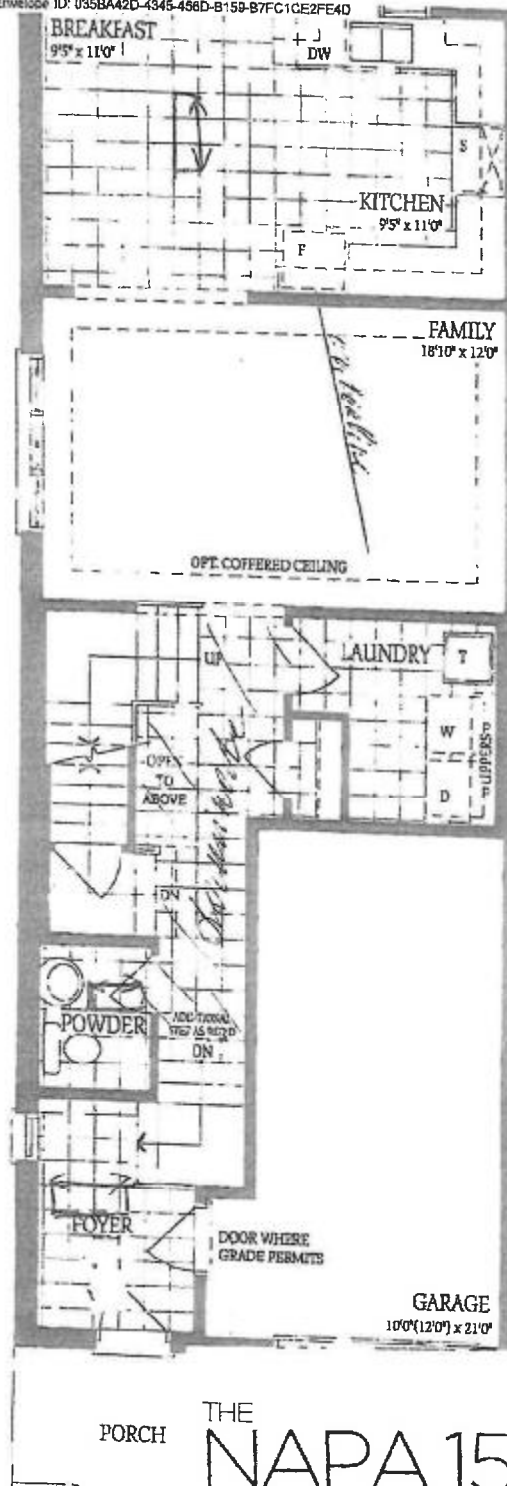 Envelope ID: 035BA42D-4345-456D-B159-B7FC1CE2FE4D
BREAKFAST
9'5" x 11'0"
DW
S
KITCHEN
9'5" x 11'0"
F
FAMILY
18'10" x 12'0"
OPT. COFFERED CEILING
UP
LAUNDRY
T
W
D
UPPERS
OPEN
TO
ABOVE
DN
POWDER
ADDITIONAL
STEP AS REQ'D
DN
FOYER
DOOR WHERE
GRADE PERMITS
GARAGE
10'0"(12'0") x 21'0"
PORCH
THE
NAPA 15